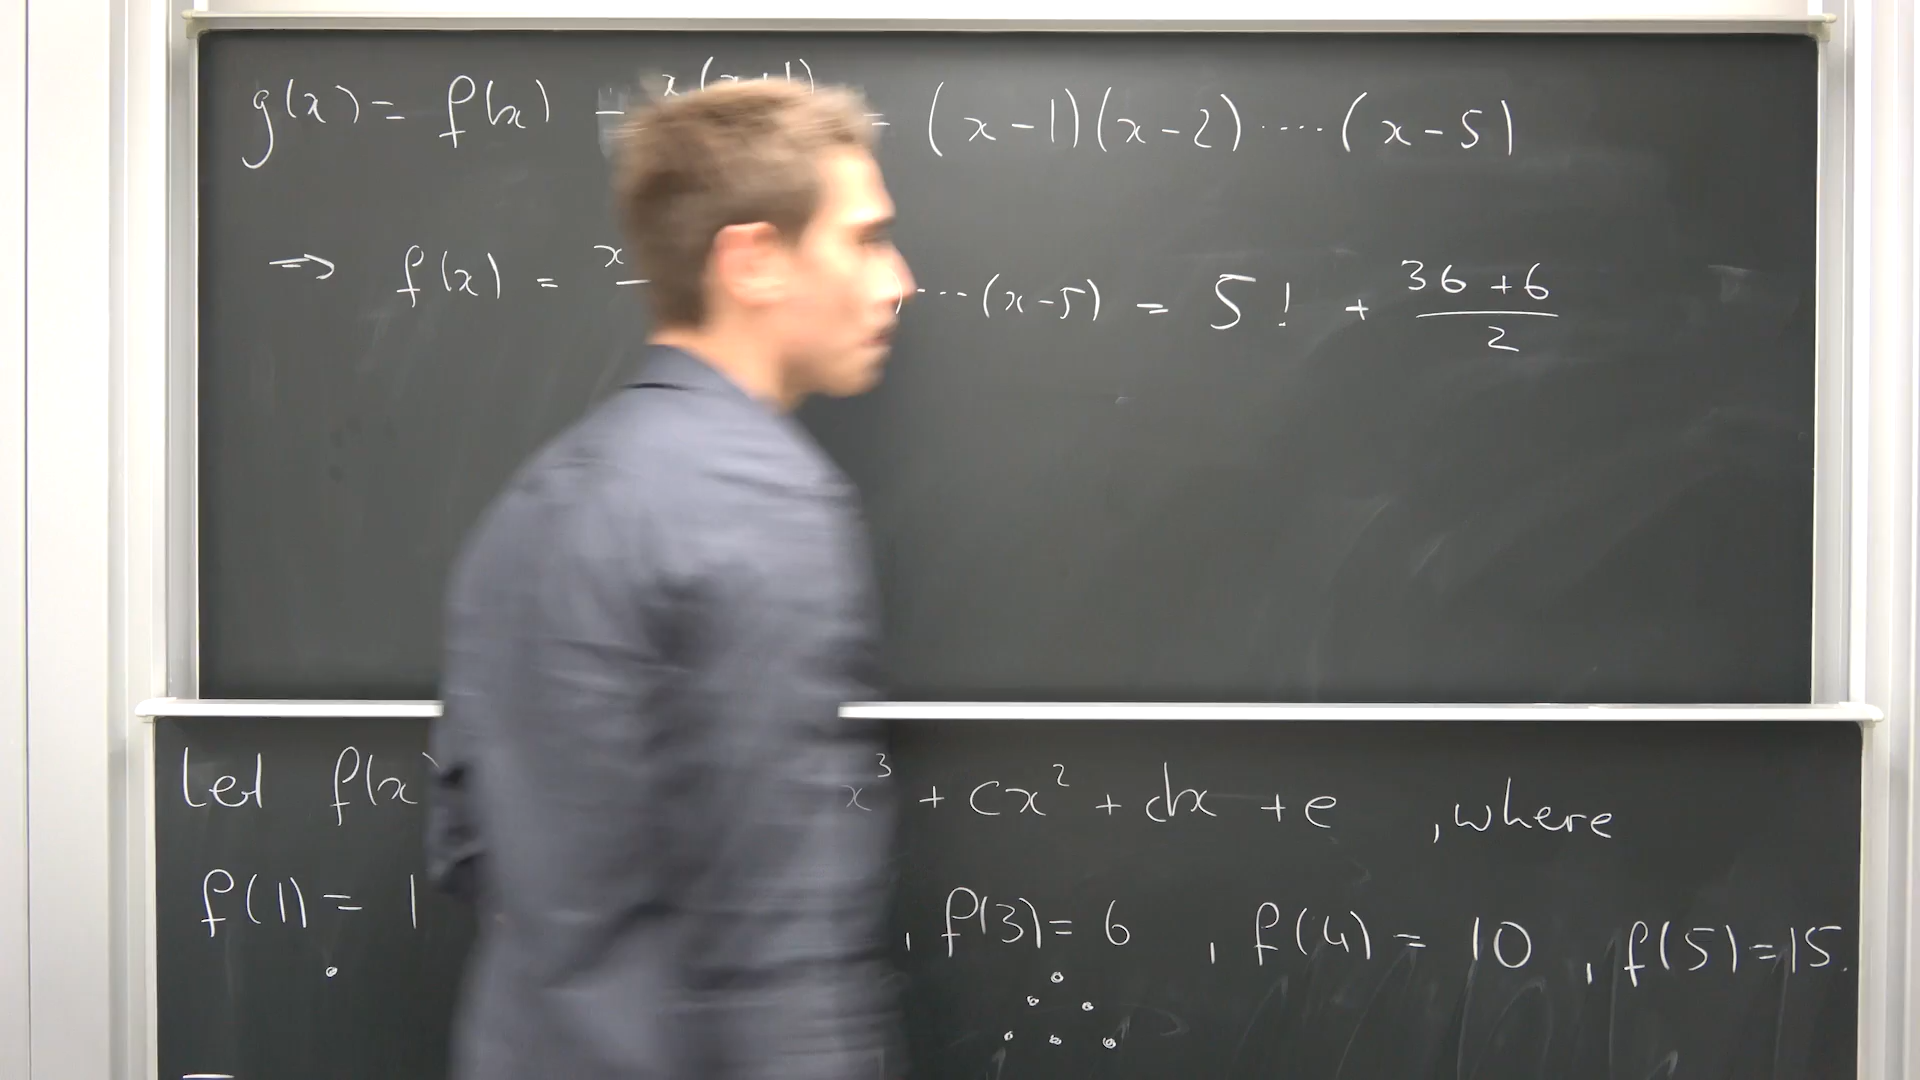 g(x) = f(x) - x(x+1) = (x-1)(x-2)....(x-5)
=> f(x) = x ...(x-5) = 5! + (36+6)/2
Let f(x) x³ + cx² + dx + e , where
f(1) = 1 , f(3) = 6 , f(4) = 10 , f(5) = 15.